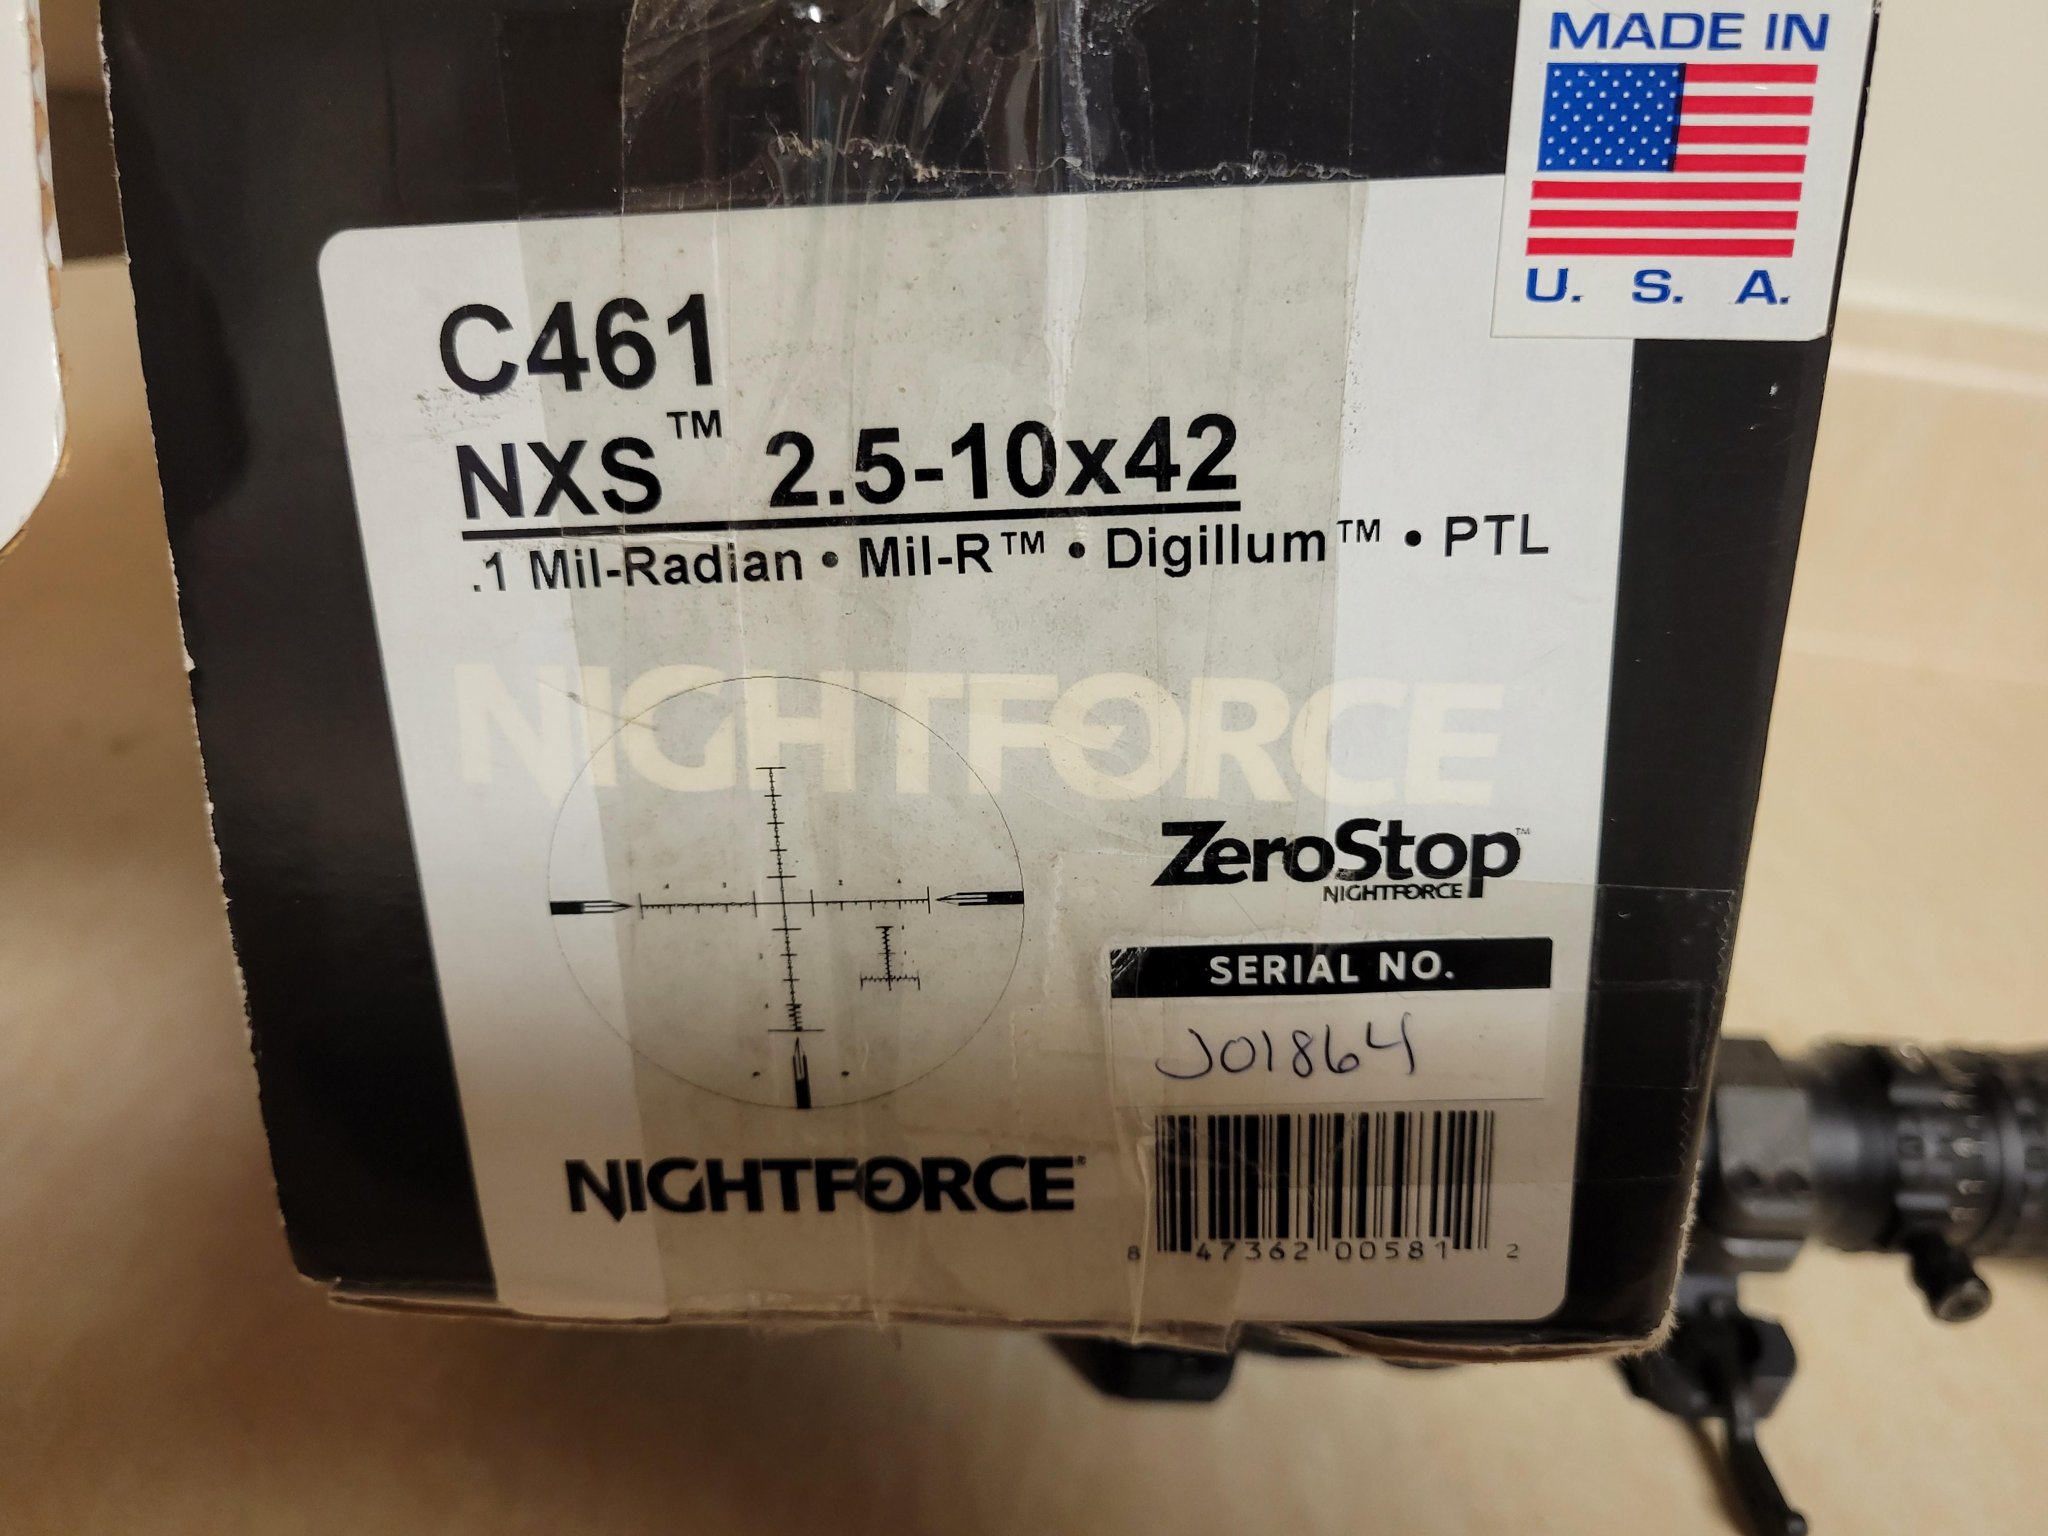 MADE IN
U. S. A.
C461
NXS™ 2.5-10x42
.1 Mil-Radian • Mil-R™ • Digillum™ • PTL
NIGHTFORCE
ZeroStop™
NIGHTFORCE
SERIAL NO.
J01864
NIGHTFORCE®
8 47362 00581 2